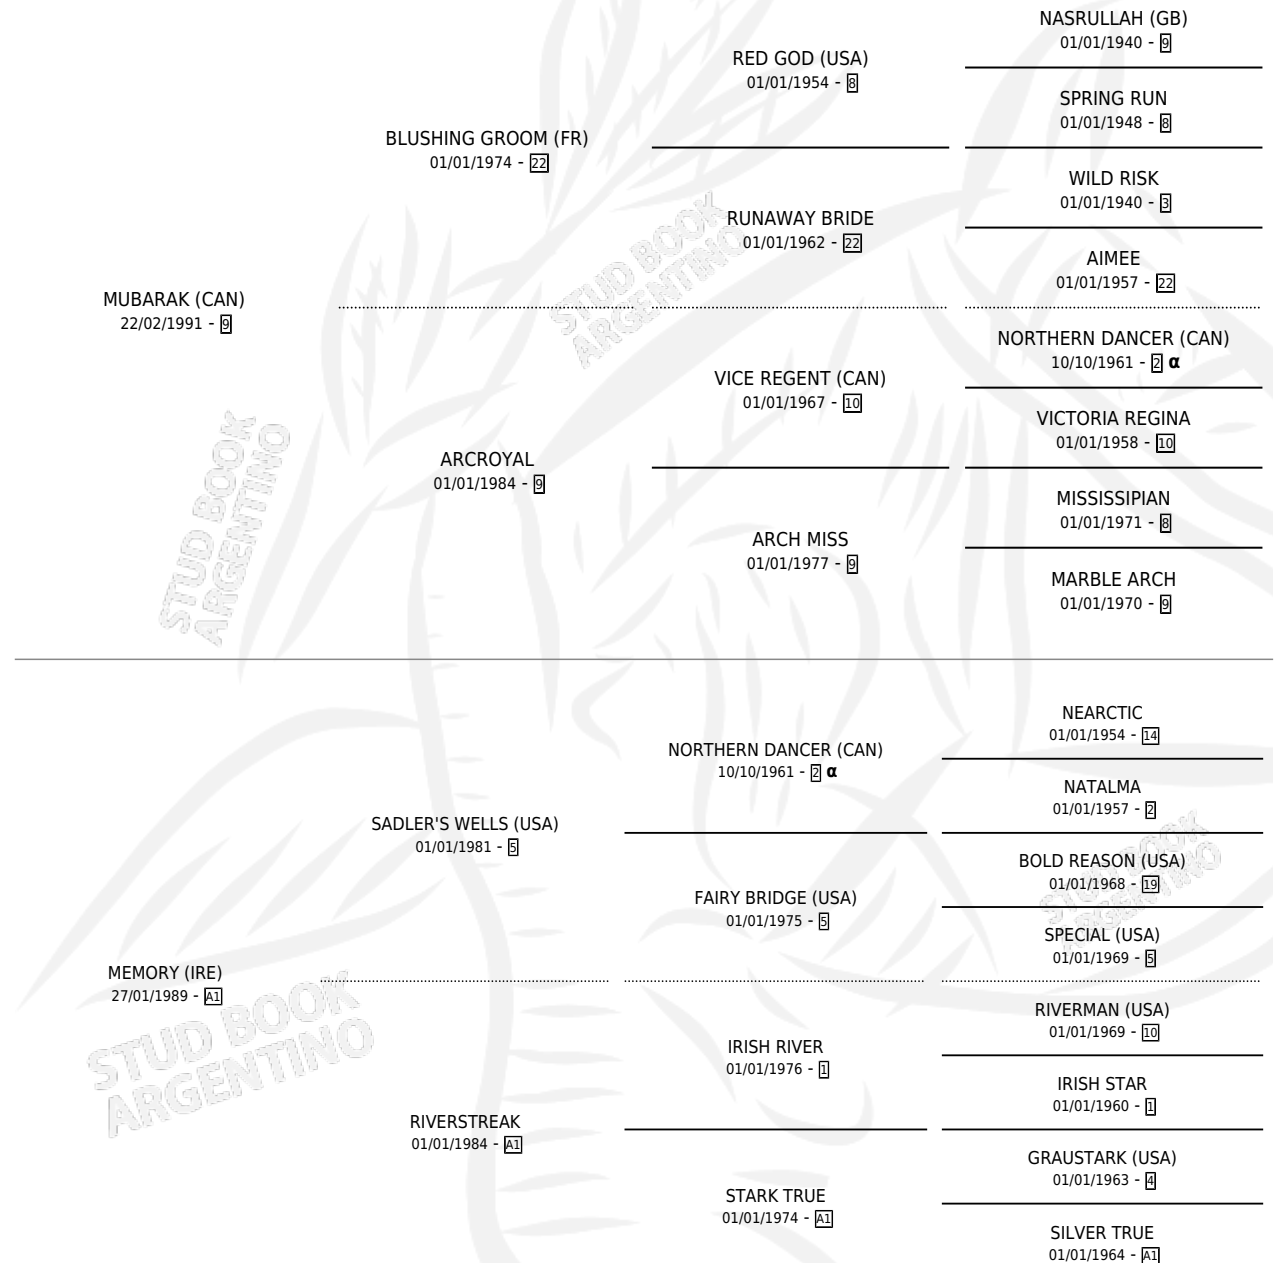 NASRULLAH (GB)
01/01/1940 - 9
RED GOD (USA)
01/01/1954 - 8
SPRING RUN
01/01/1948 - 8
BLUSHING GROOM (FR)
01/01/1974 - 22
WILD RISK
01/01/1940 - 3
RUNAWAY BRIDE
01/01/1962 - 22
AIMEE
01/01/1957 - 22
MUBARAK (CAN)
22/02/1991 - 9
NORTHERN DANCER (CAN)
10/10/1961 - 2 α
VICE REGENT (CAN)
01/01/1967 - 10
VICTORIA REGINA
01/01/1958 - 10
ARCROYAL
01/01/1984 - 9
MISSISSIPIAN
01/01/1971 - 8
ARCH MISS
01/01/1977 - 9
MARBLE ARCH
01/01/1970 - 9
STUD BOOK
ARGENTINO
STUD BOOK
ARGENTINO
NEARCTIC
01/01/1954 - 14
NORTHERN DANCER (CAN)
10/10/1961 - 2 α
NATALMA
01/01/1957 - 2
SADLER'S WELLS (USA)
01/01/1981 - 5
BOLD REASON (USA)
01/01/1968 - 19
FAIRY BRIDGE (USA)
01/01/1975 - 5
SPECIAL (USA)
01/01/1969 - 5
MEMORY (IRE)
27/01/1989 - A1
RIVERMAN (USA)
01/01/1969 - 10
IRISH RIVER
01/01/1976 - 1
IRISH STAR
01/01/1960 - 1
RIVERSTREAK
01/01/1984 - A1
GRAUSTARK (USA)
01/01/1963 - 4
STARK TRUE
01/01/1974 - A1
SILVER TRUE
01/01/1964 - A1
STUD BOOK
ARGENTINO
STUD BOOK
ARGENTINO